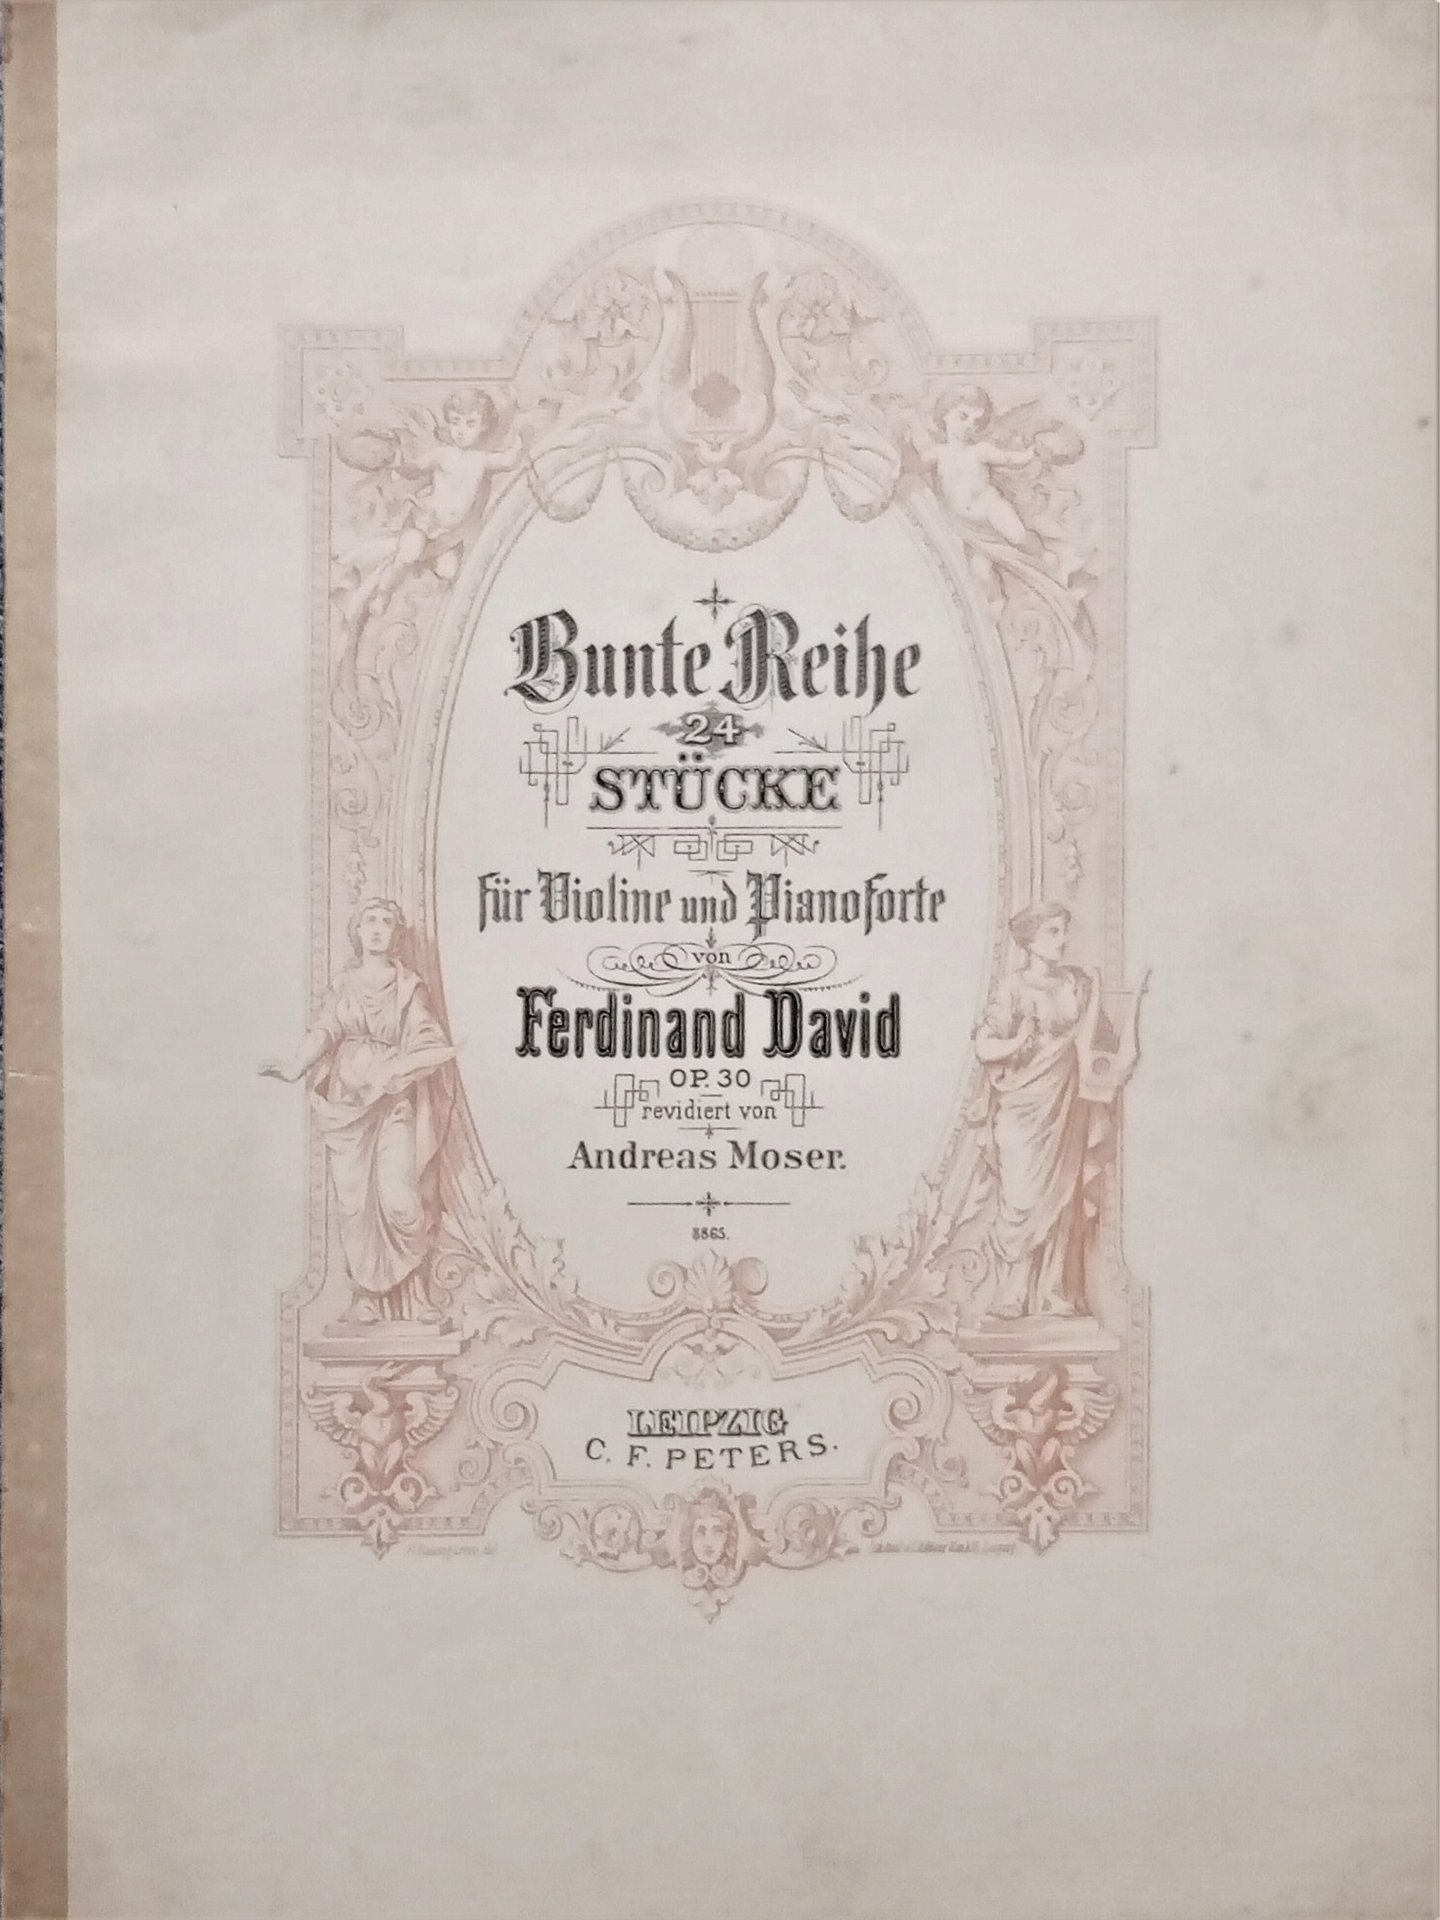 Bunte Reihe
24
STÜCKE
für Violine und Pianoforte
von
Ferdinand David
OP. 30
revidiert von
Andreas Moser.
8863.
LEIPZIG
C. F. PETERS.